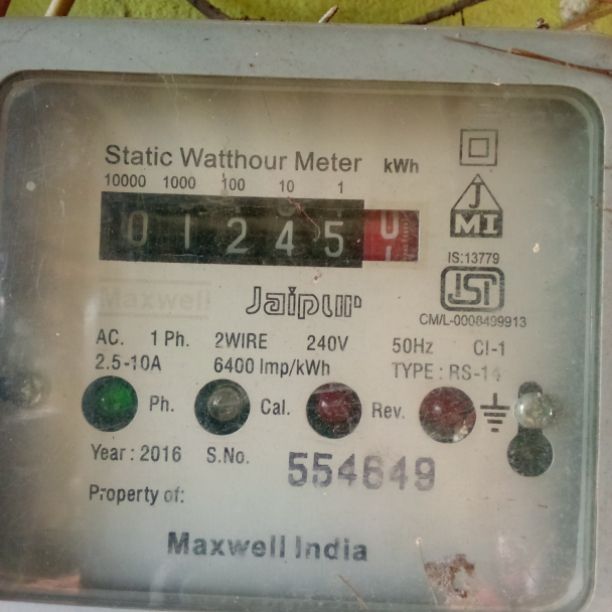 Static Watthour Meter kWh
10000 1000 100 10 1
0 1 2 4 5
J
MI
IS:13779
Maxwell
Jaipur
ISI
CM/L-0008499913
AC. 1 Ph. 2WIRE 240V 50Hz Cl-1
2.5-10A 6400 Imp/kWh TYPE : RS-14
Ph. Cal. Rev.
Year : 2016 S.No. 554649
Property of:
Maxwell India